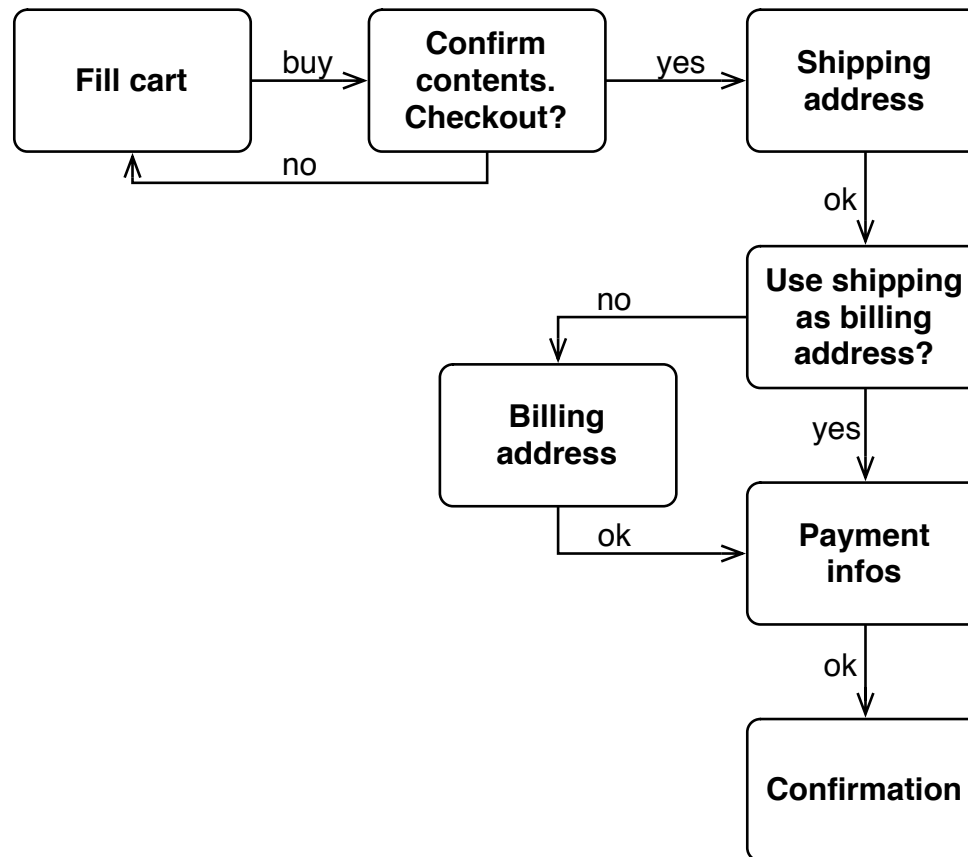 Fill cart
buy
Confirm
contents.
Checkout?
yes
Shipping
address
no
ok
Use shipping
as billing
address?
no
Billing
address
yes
ok
Payment
infos
ok
Confirmation